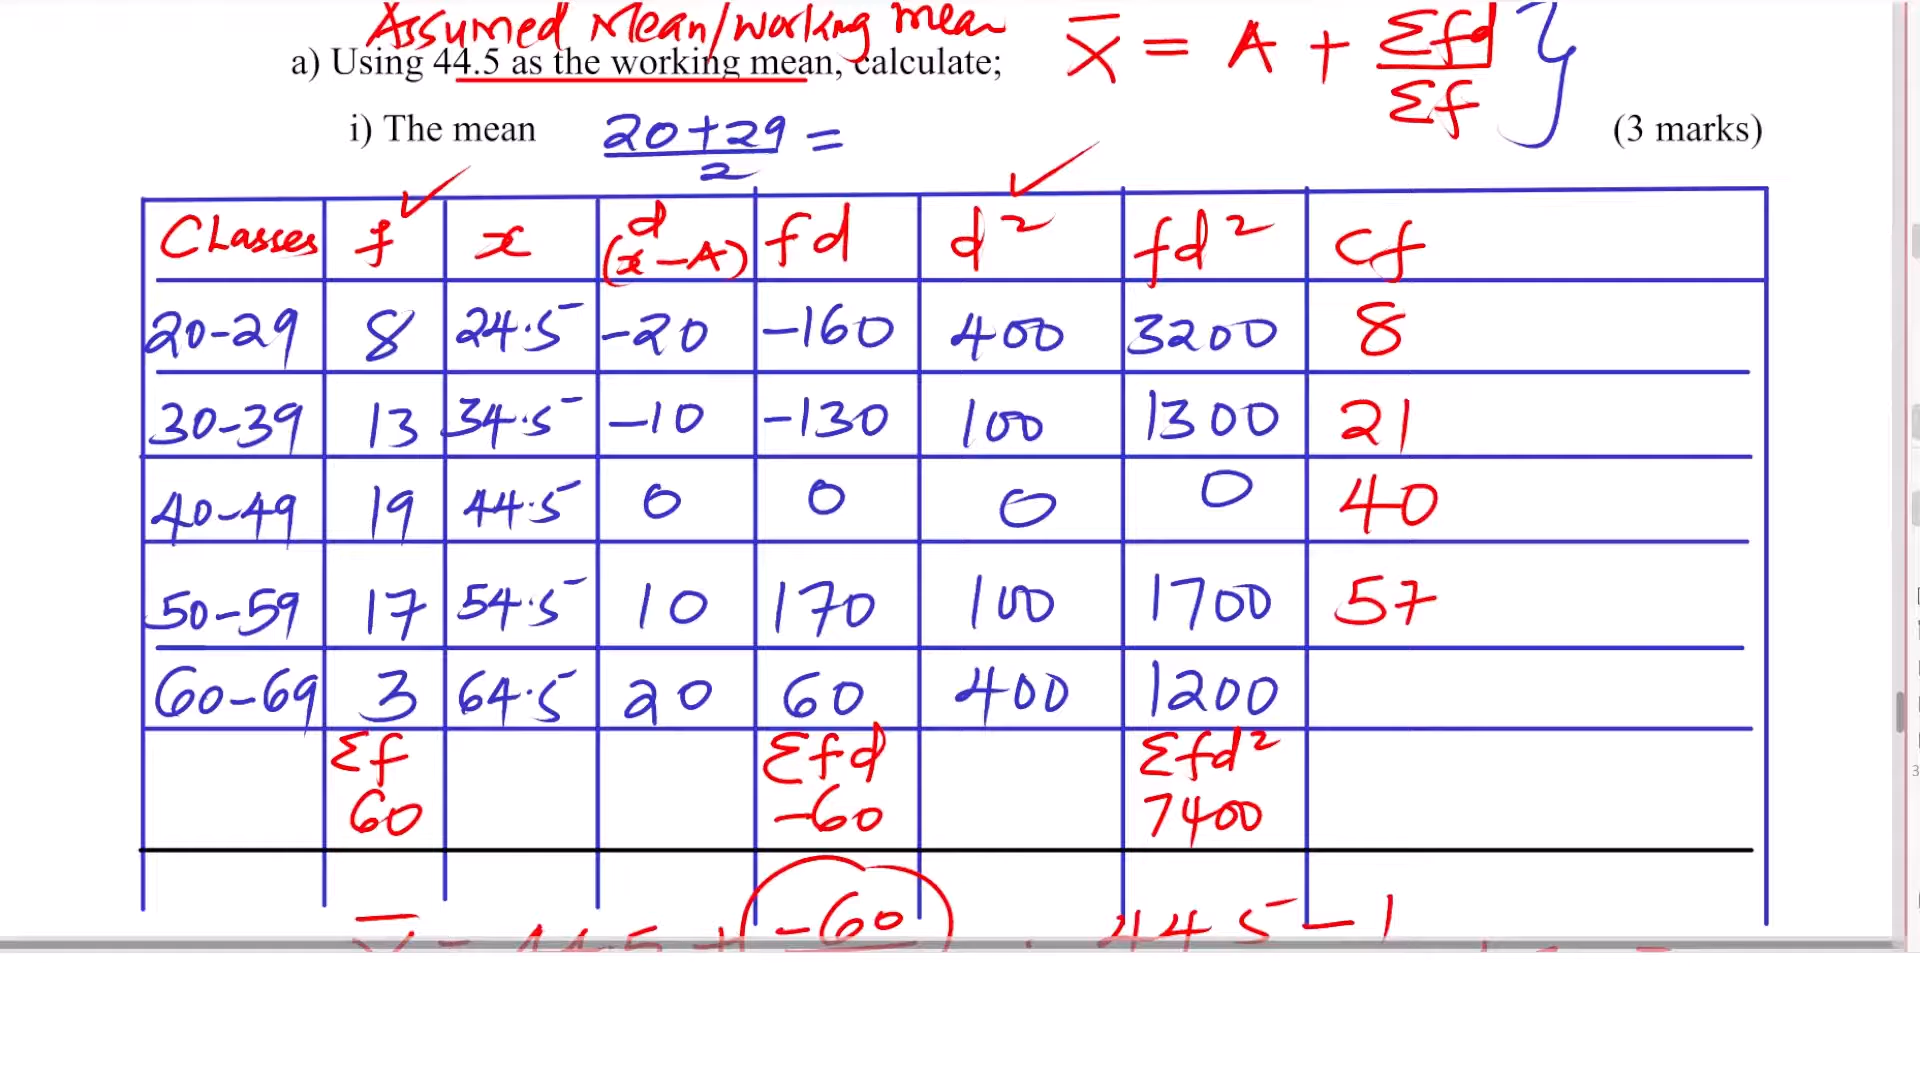 Assumed Mean/working mean
a) Using 44.5 as the working mean, calculate;
x̄ = A + Σfd/Σf }
i) The mean (20+29)/2 = (3 marks)
Classes f x d (x-A) fd d² fd² Cf
20-29 8 24.5 -20 -160 400 3200 8
30-39 13 34.5 -10 -130 100 1300 21
40-49 19 44.5 0 0 0 0 40
50-59 17 54.5 10 170 100 1700 57
60-69 3 64.5 20 60 400 1200
Σf Σfd Σfd²
60 -60 7400
-60 44.5-1